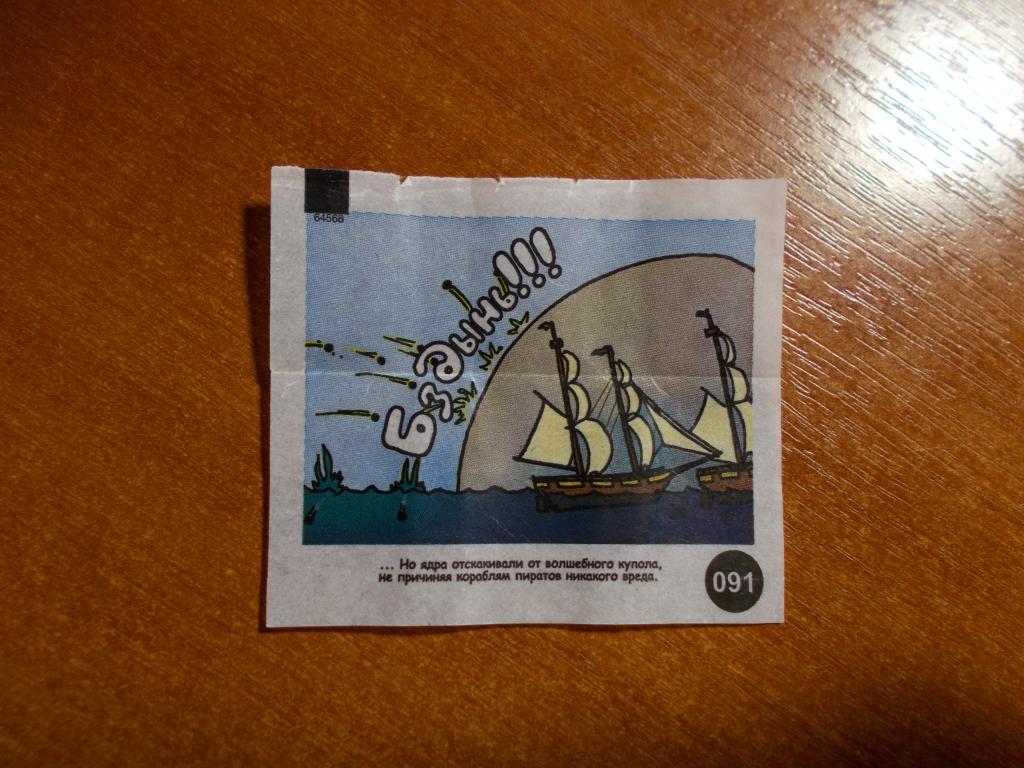 64568
Бздынь!!!
... Но ядра отскакивали от волшебного купола,
не причиняя кораблям пиратов никакого вреда.
091